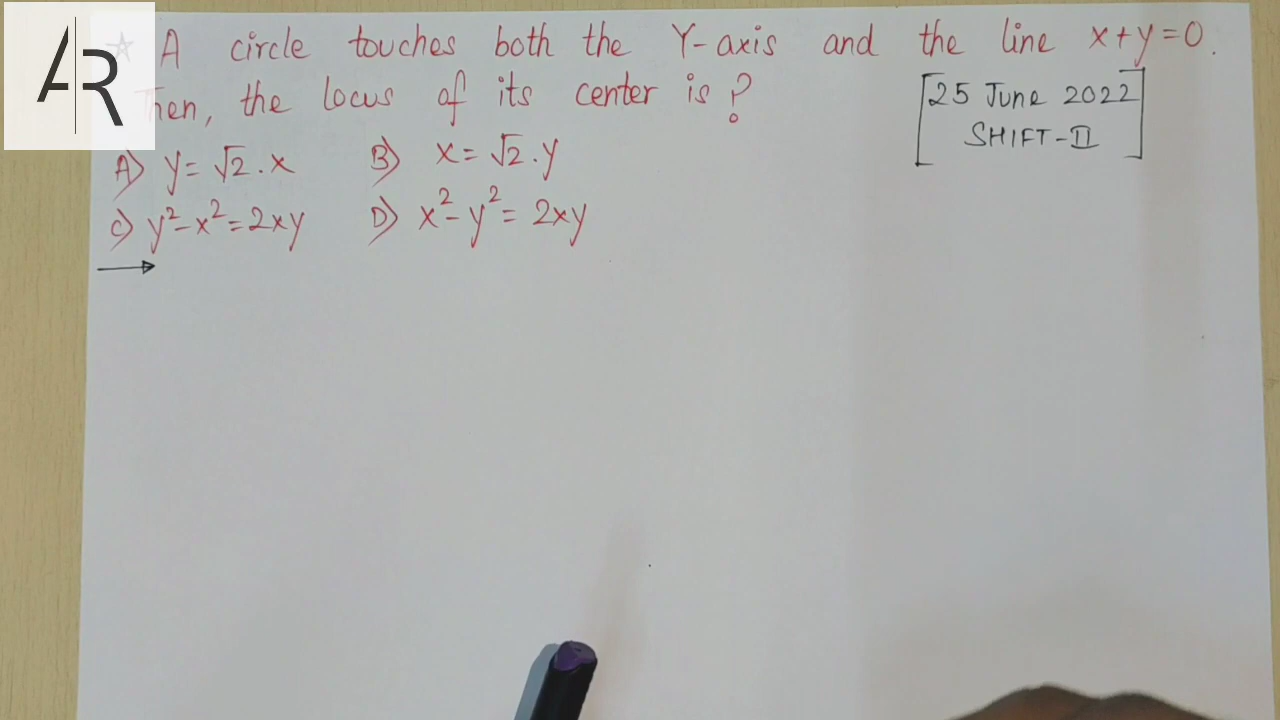 AR
☆ A circle touches both the Y-axis and the line x+y=0.
Then, the locus of its center is ?
[25 June 2022
SHIFT-II]
A) y=√2.x B) x=√2.y
C) y²-x²=2xy D) x²-y²=2xy